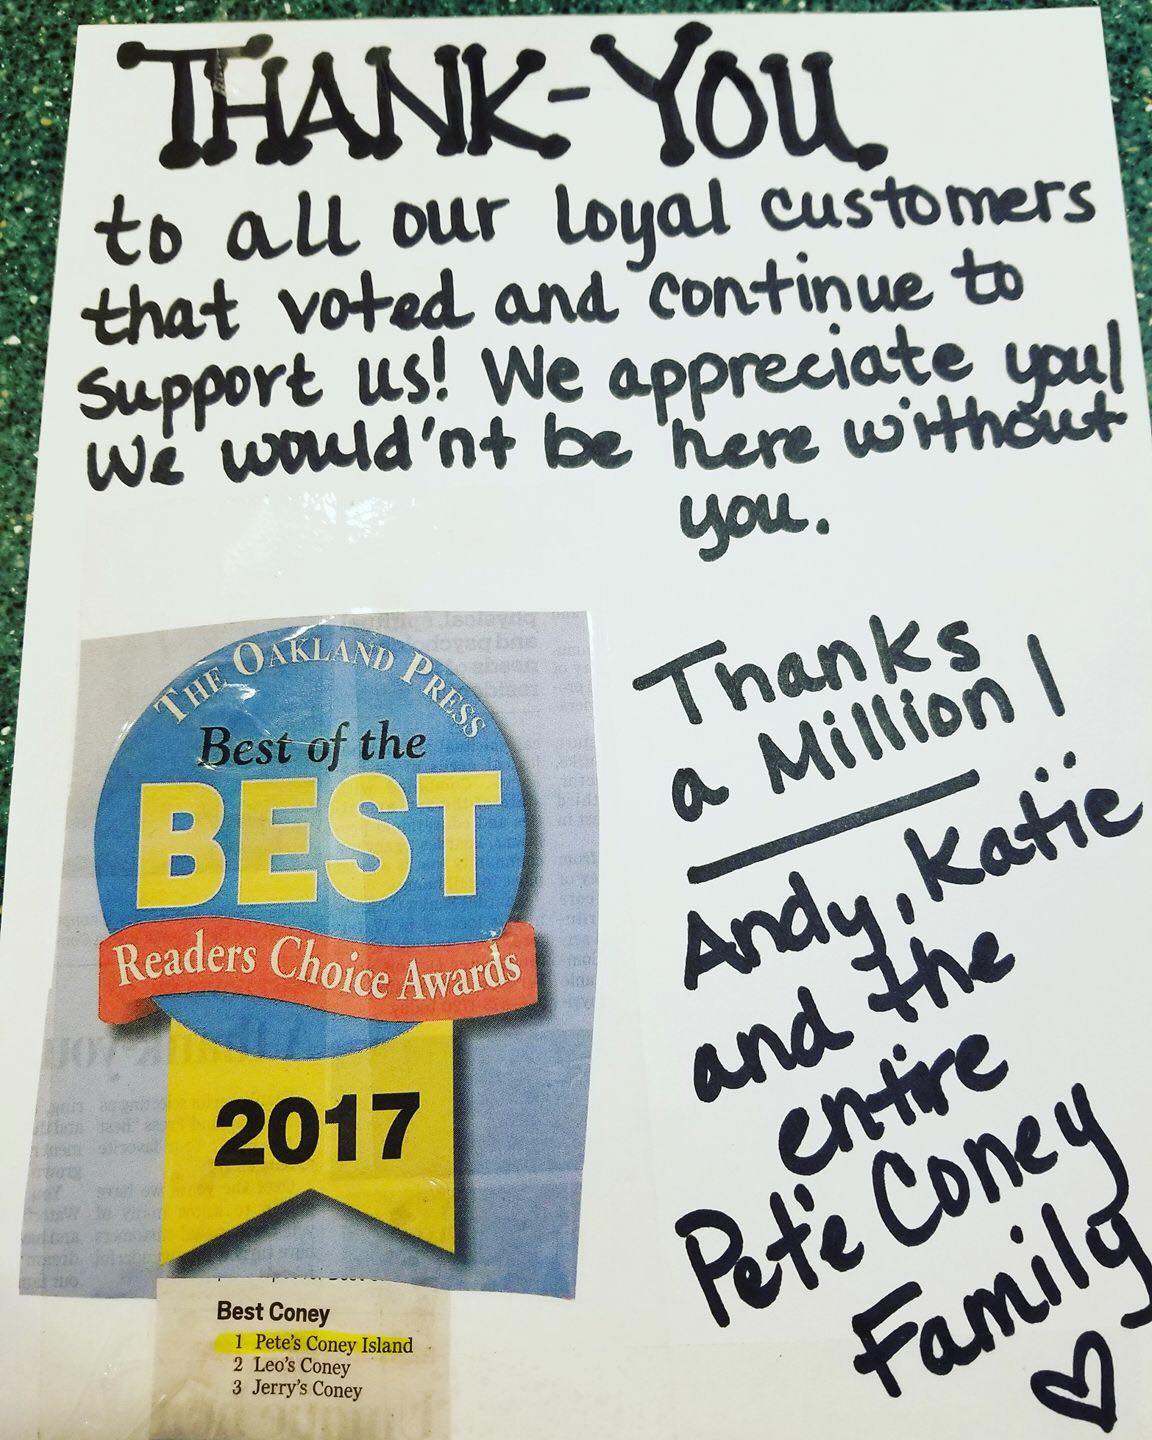 THANK-YOU
to all our loyal customers
that voted and continue to
support us! We appreciate you!
We would'nt be here without
you.
THE OAKLAND PRESS
Best of the
BEST
Readers Choice Awards
2017
Best Coney
1 Pete's Coney Island
2 Leo's Coney
3 Jerry's Coney
Thanks
a Million!
Andy, Katie
and the
entire
Pete Coney
Family